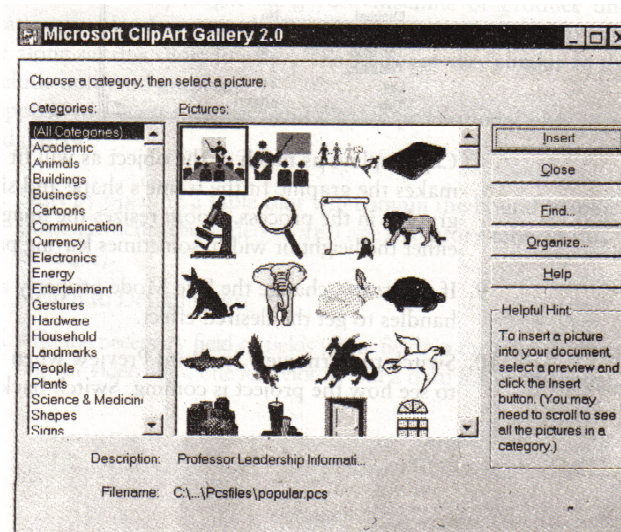 Microsoft ClipArt Gallery 2.0
Choose a category, then select a picture.
Categories:
Pictures:
(All Categories)
Academic
Animals
Buildings
Business
Cartoons
Communication
Currency
Electronics
Energy
Entertainment
Gestures
Hardware
Household
Landmarks
People
Plants
Science & Medicin
Shapes
Signs
Insert
Close
Find...
Organize...
Help
Helpful Hint:
To insert a picture
into your document,
select a preview and
click the Insert
button. (You may
need to scroll to see
all the pictures in a
category.)
Description: Professor Leadership Informati...
Filename: C:\...\Pcsfiles\popular.pcs